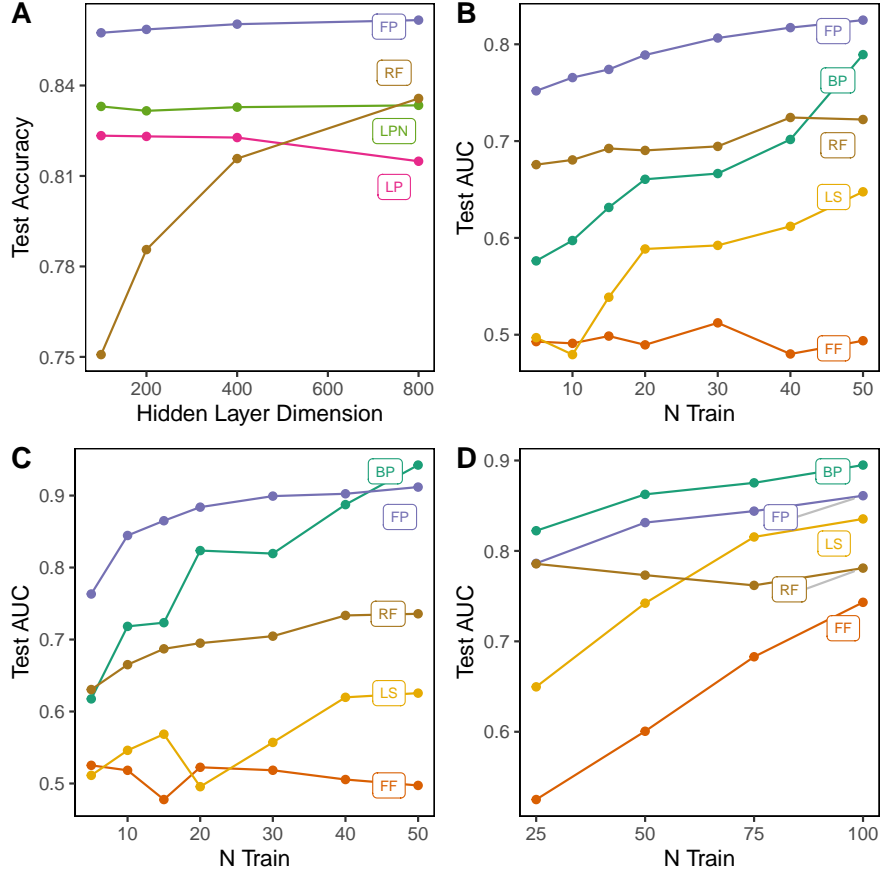 A
Test Accuracy
0.84
0.81
0.78
0.75
FP
RF
LPN
LP
200 400 600 800
Hidden Layer Dimension
B
Test AUC
0.8
0.7
0.6
0.5
FP
BP
RF
LS
FF
10 20 30 40 50
N Train
C
Test AUC
0.9
0.8
0.7
0.6
0.5
BP
FP
RF
LS
FF
10 20 30 40 50
N Train
D
Test AUC
0.9
0.8
0.7
0.6
BP
FP
LS
RF
FF
25 50 75 100
N Train